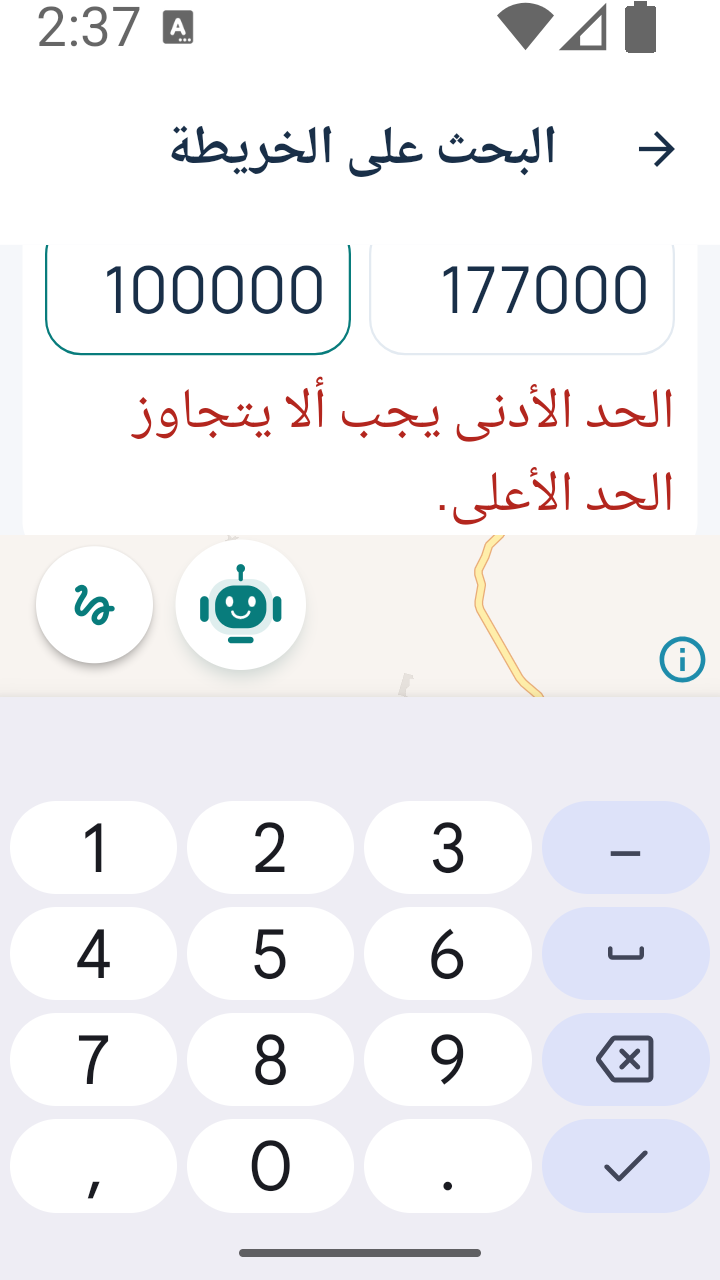 2:37
البحث على الخريطة
177000
100000
الحد الأدنى يجب ألا يتجاوز
الحد الأعلى.
1 2 3 –
4 5 6
7 8 9
, 0 .